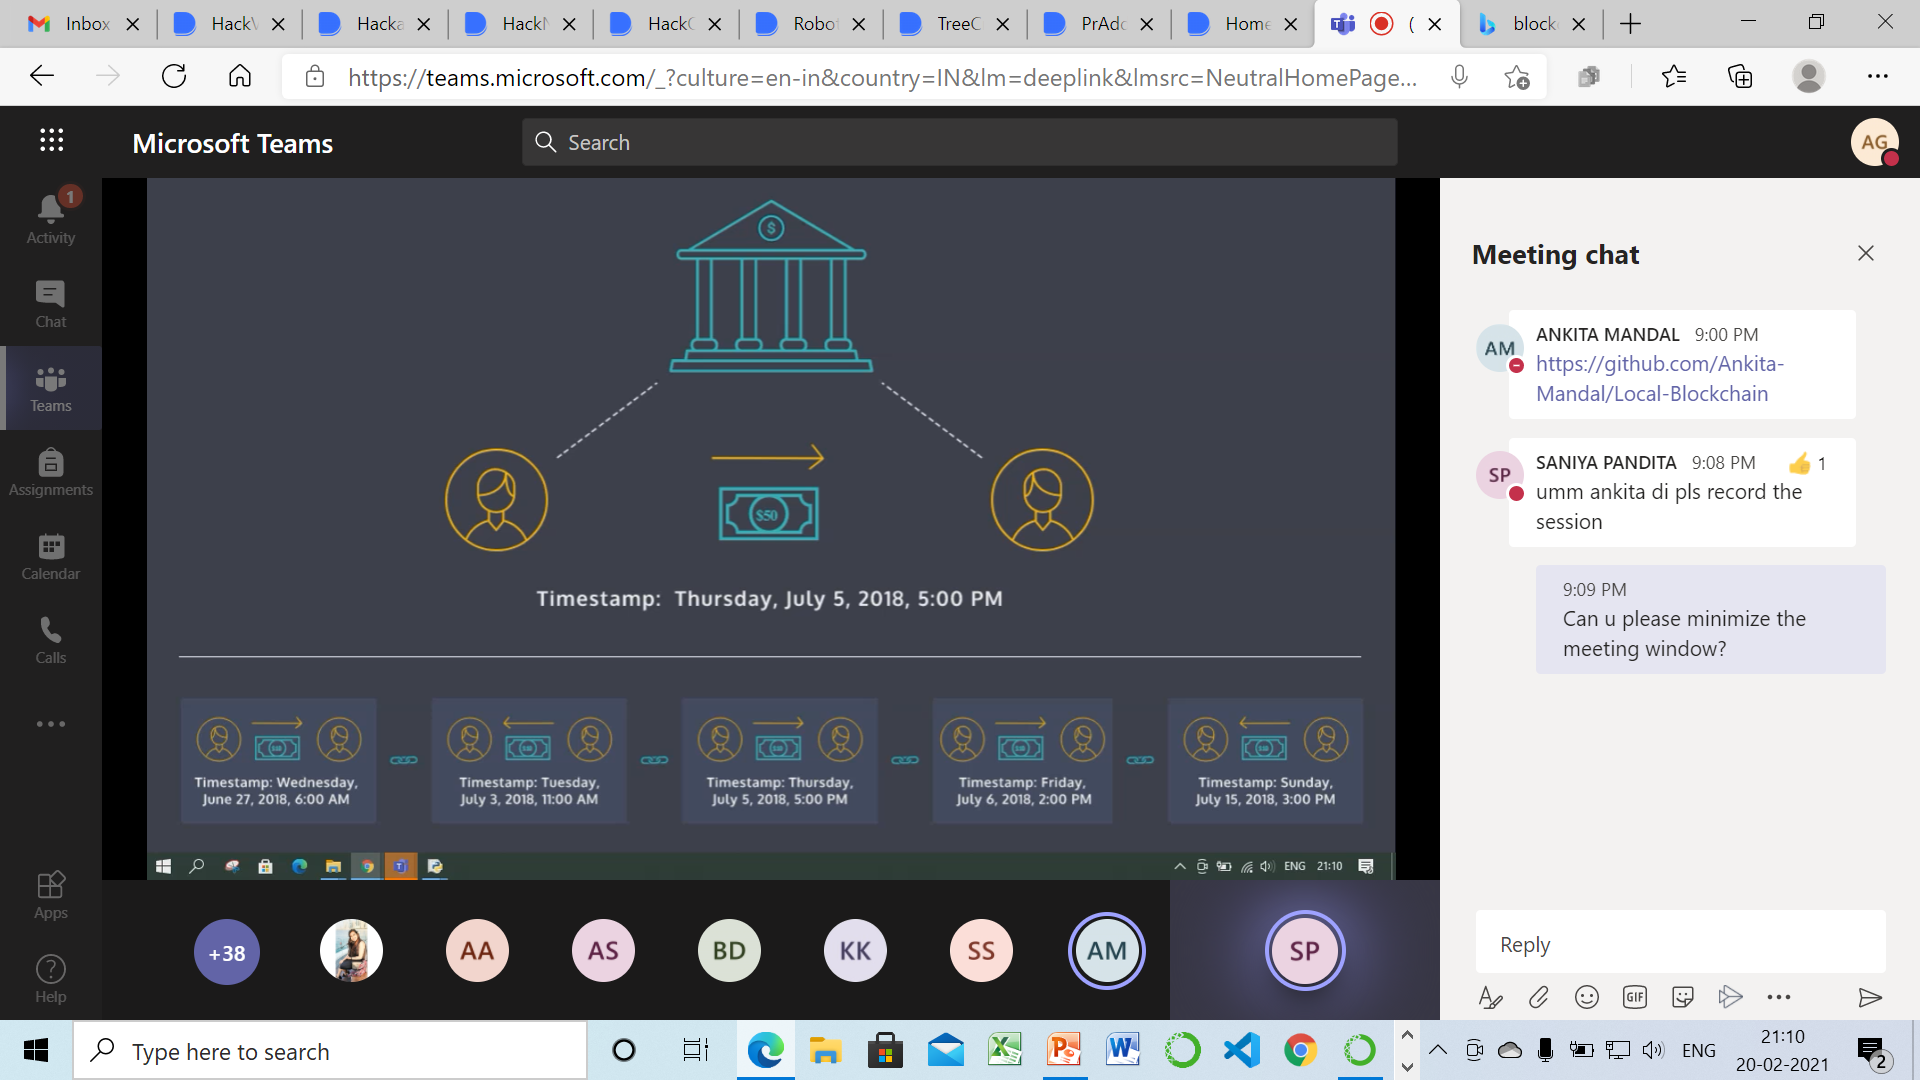 Inbox
HackV
Hacka
HackN
HackC
Robot
TreeC
PrAdo
Home
(
block
https://teams.microsoft.com/_?culture=en-in&country=IN&lm=deeplink&lmsrc=NeutralHomePage...
Microsoft Teams
Search
AG
1
Activity
Chat
Teams
Assignments
Calendar
Calls
Apps
Help
$
$50
Timestamp: Thursday, July 5, 2018, 5:00 PM
Timestamp: Wednesday,
June 27, 2018, 6:00 AM
Timestamp: Tuesday,
July 3, 2018, 11:00 AM
Timestamp: Thursday,
July 5, 2018, 5:00 PM
Timestamp: Friday,
July 6, 2018, 2:00 PM
Timestamp: Sunday,
July 15, 2018, 3:00 PM
ENG
21:10
+38
AA
AS
BD
KK
SS
AM
SP
Meeting chat
AM
ANKITA MANDAL 9:00 PM
https://github.com/Ankita-
Mandal/Local-Blockchain
SP
SANIYA PANDITA 9:08 PM 1
umm ankita di pls record the
session
9:09 PM
Can u please minimize the
meeting window?
Reply
GIF
Type here to search
ENG
21:10
20-02-2021
2